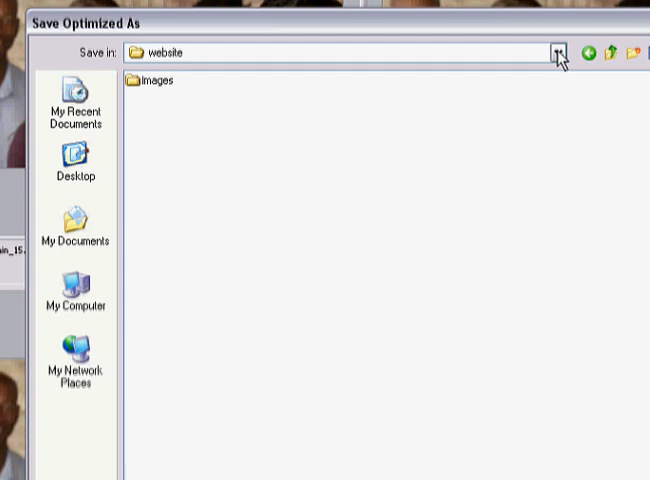 Save Optimized As
Save in:
website
Images
My Recent
Documents
Desktop
My Documents
My Computer
My Network
Places